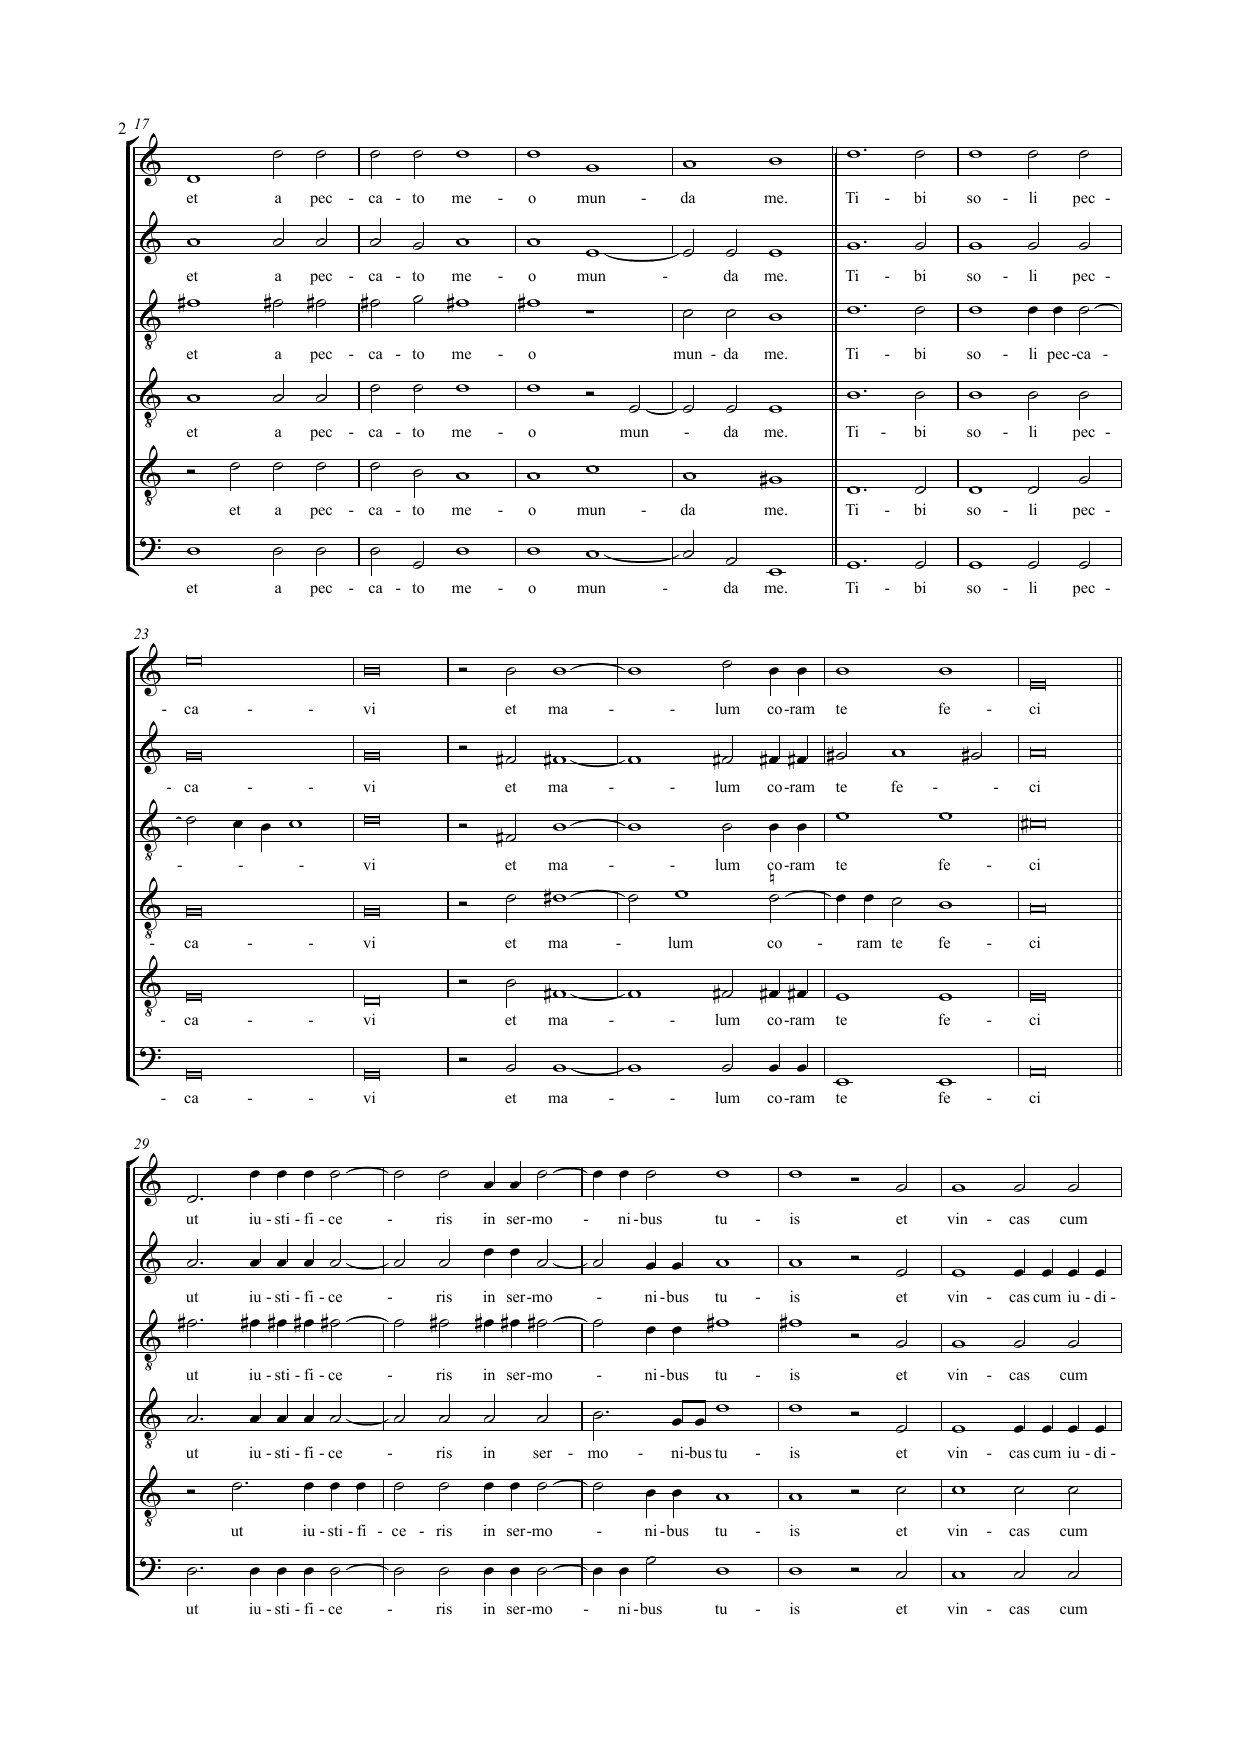 2 17
et a pec - ca - to me - o mun - da me. Ti - bi so - li pec -
et a pec - ca - to me - o mun - da me. Ti - bi so - li pec -
et a pec - ca - to me - o mun - da me. Ti - bi so - li pec - ca -
et a pec - ca - to me - o mun - da me. Ti - bi so - li pec -
et a pec - ca - to me - o mun - da me. Ti - bi so - li pec -
et a pec - ca - to me - o mun - da me. Ti - bi so - li pec -
23
- ca - - vi et ma - - lum co - ram te fe - ci
- ca - - vi et ma - - lum co - ram te fe - - ci
- - - vi et ma - - lum co - ram te fe - ci
- ca - - vi et ma - lum co - ram te fe - ci
- ca - - vi et ma - - lum co - ram te fe - ci
- ca - - vi et ma - - lum co - ram te fe - ci
29
ut iu - sti - fi - ce - ris in ser - mo - ni - bus tu - is et vin - cas cum
ut iu - sti - fi - ce - ris in ser - mo - ni - bus tu - is et vin - cas cum iu - di -
ut iu - sti - fi - ce - ris in ser - mo - ni - bus tu - is et vin - cas cum
ut iu - sti - fi - ce - ris in ser - mo - ni - bus tu - is et vin - cas cum iu - di -
ut iu - sti - fi - ce - ris in ser - mo - ni - bus tu - is et vin - cas cum
ut iu - sti - fi - ce - ris in ser - mo - ni - bus tu - is et vin - cas cum